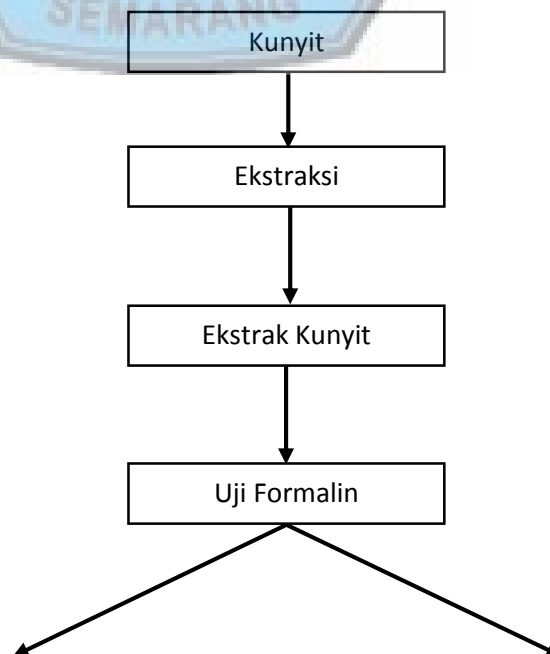 SEMARANG
Kunyit
Ekstraksi
Ekstrak Kunyit
Uji Formalin